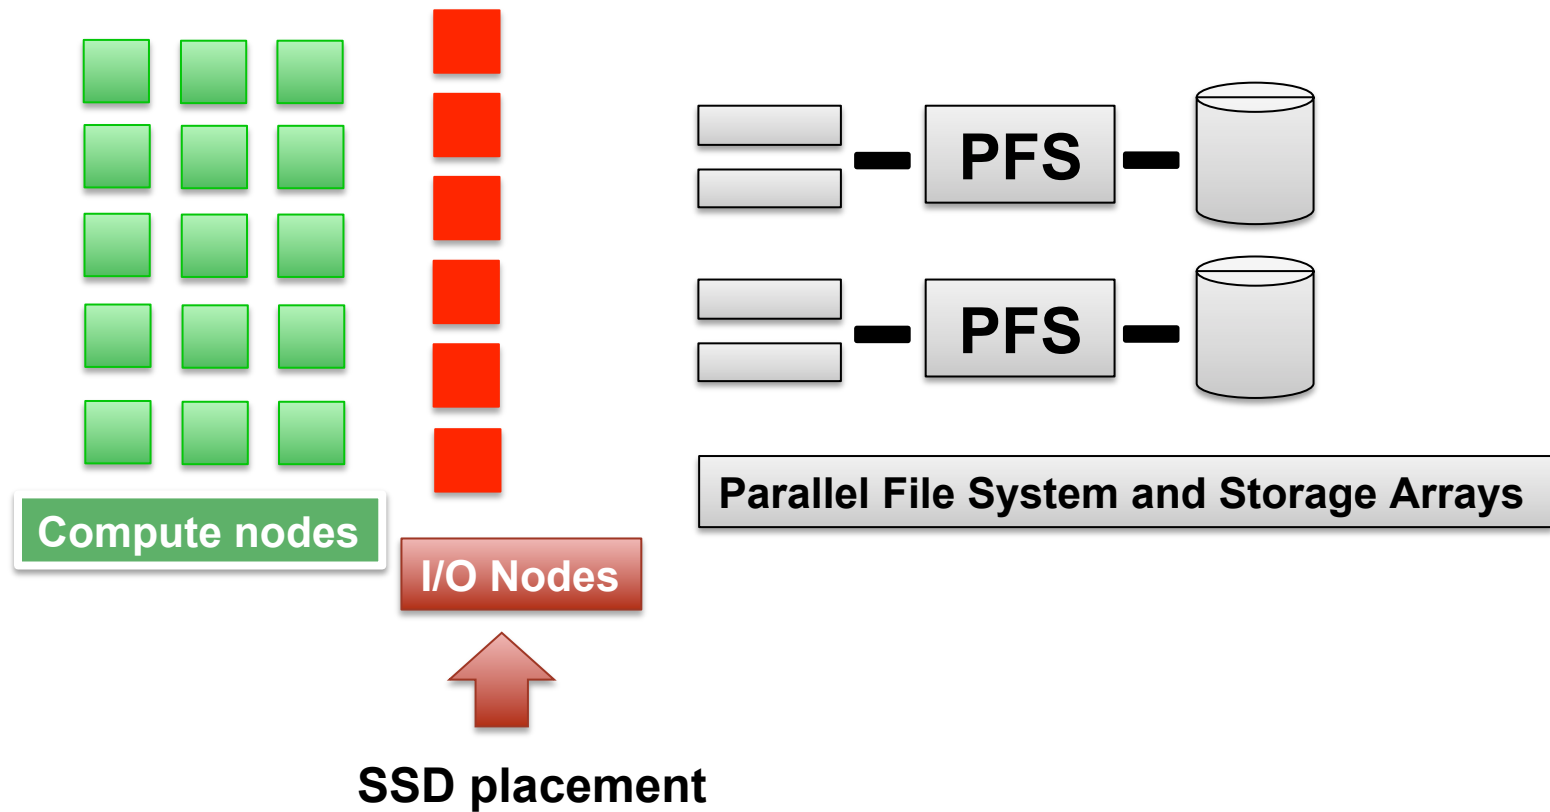 PFS
PFS
Parallel File System and Storage Arrays
Compute nodes
I/O Nodes
SSD placement